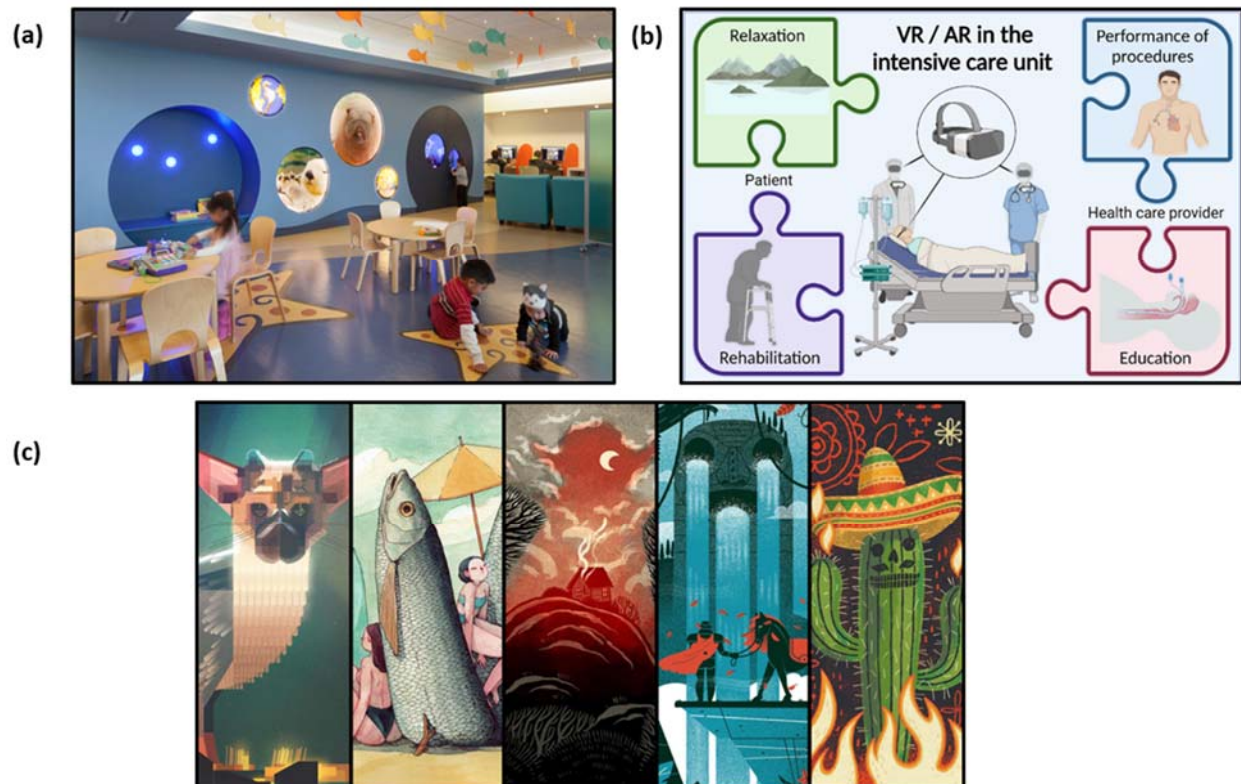 (a)
(b)
Relaxation
VR / AR in the
intensive care unit
Performance of
procedures
Patient
Health care provider
Rehabilitation
Education
(c)